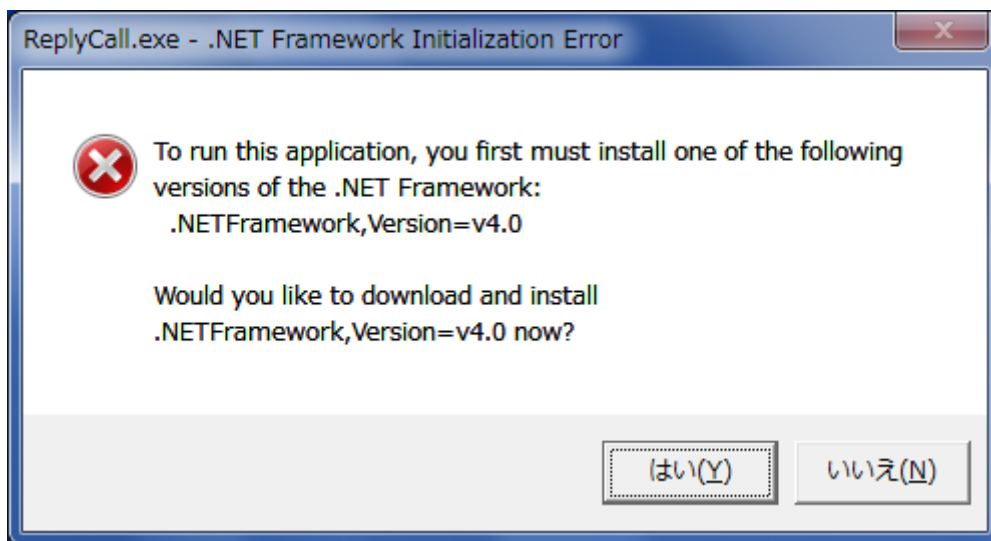 ReplyCall.exe - .NET Framework Initialization Error
To run this application, you first must install one of the following
versions of the .NET Framework:
.NETFramework,Version=v4.0
Would you like to download and install
.NETFramework,Version=v4.0 now?
はい(Y)
いいえ(N)